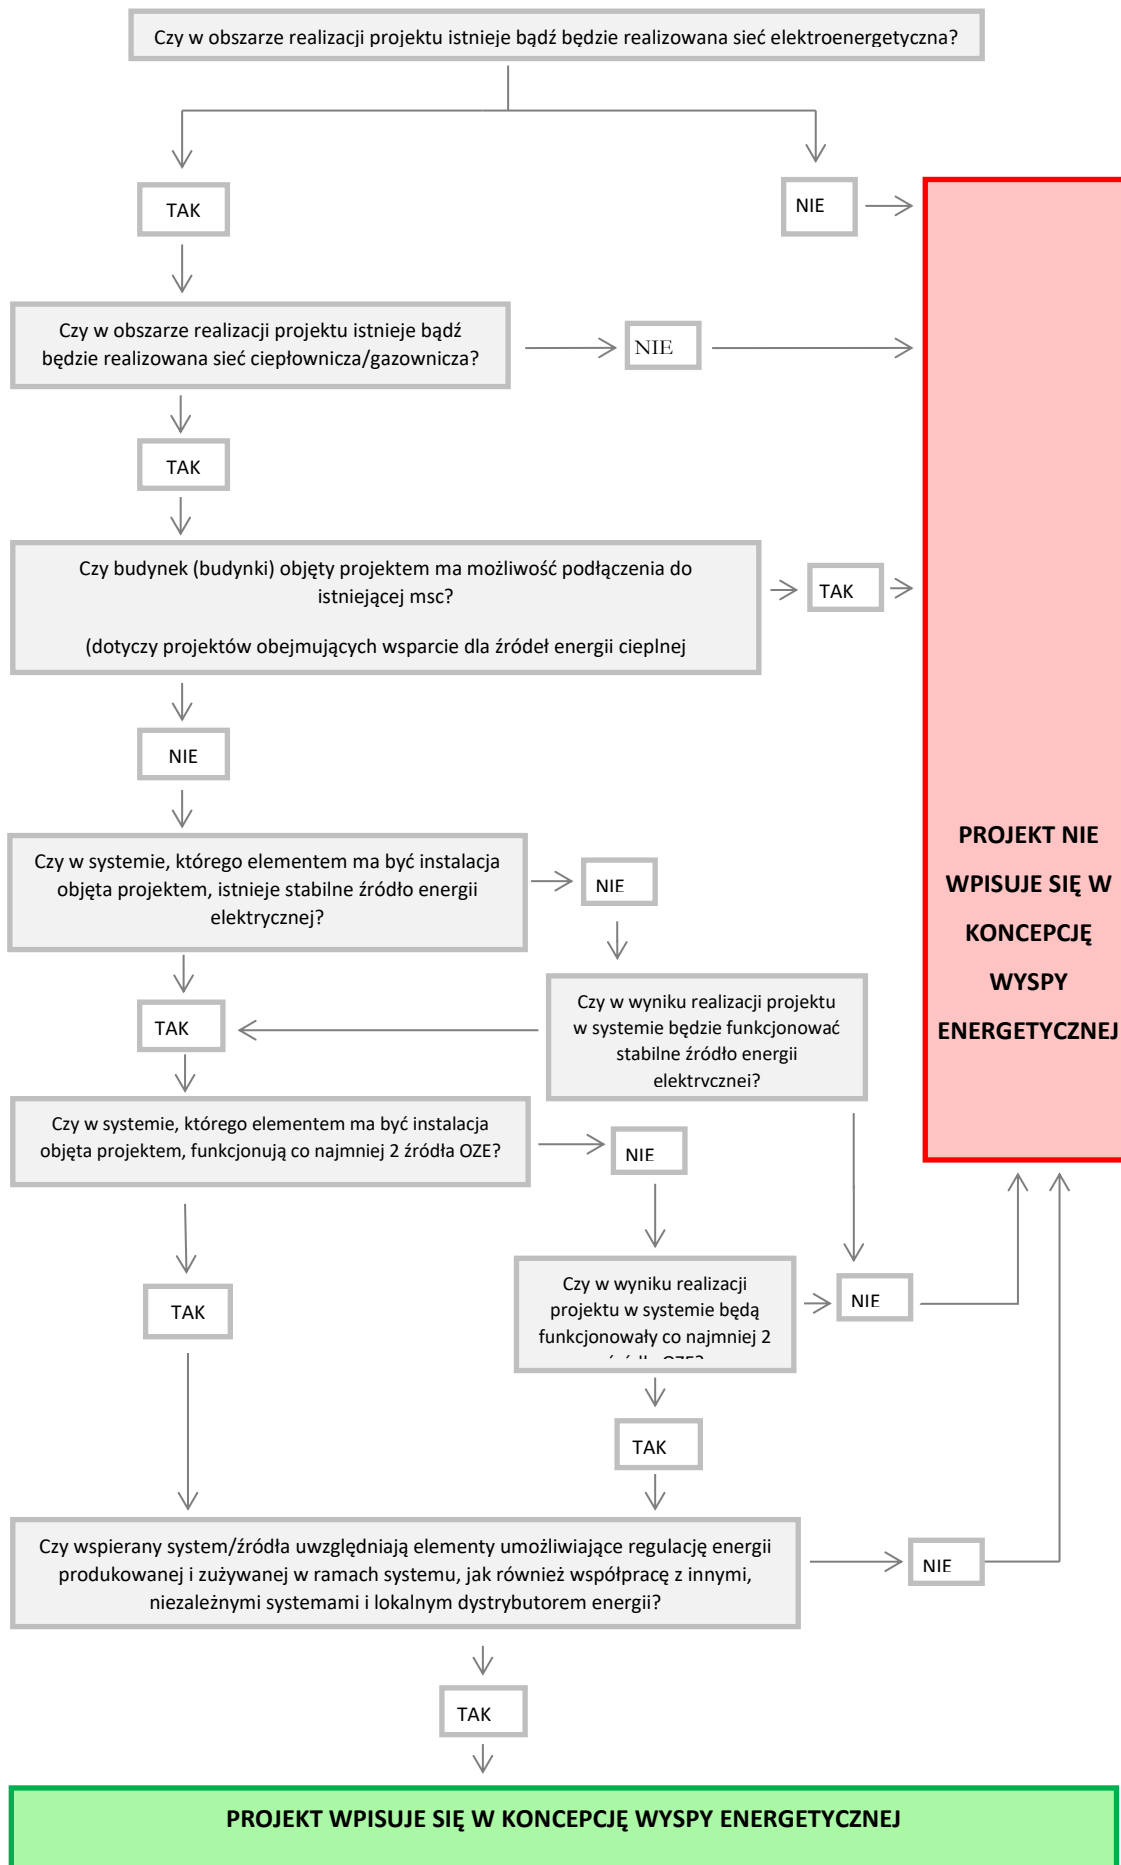 Czy w obszarze realizacji projektu istnieje bądź będzie realizowana sieć elektroenergetyczna?
TAK
NIE
Czy w obszarze realizacji projektu istnieje bądź
będzie realizowana sieć ciepłownicza/gazownicza?
NIE
TAK
Czy budynek (budynki) objęty projektem ma możliwość podłączenia do
istniejącej msc?
(dotyczy projektów obejmujących wsparcie dla źródeł energii cieplnej
TAK
NIE
Czy w systemie, którego elementem ma być instalacja
objęta projektem, istnieje stabilne źródło energii
elektrycznej?
NIE
Czy w wyniku realizacji projektu
w systemie będzie funkcjonować
stabilne źródło energii
elektrycznej?
TAK
Czy w systemie, którego elementem ma być instalacja
objęta projektem, funkcjonują co najmniej 2 źródła OZE?
NIE
Czy w wyniku realizacji
projektu w systemie będą
funkcjonowały co najmniej 2
źródła OZE?
NIE
TAK
TAK
Czy wspierany system/źródła uwzględniają elementy umożliwiające regulację energii
produkowanej i zużywanej w ramach systemu, jak również współpracę z innymi,
niezależnymi systemami i lokalnym dystrybutorem energii?
NIE
TAK
PROJEKT NIE
WPISUJE SIĘ W
KONCEPCJĘ
WYSPY
ENERGETYCZNEJ
PROJEKT WPISUJE SIĘ W KONCEPCJĘ WYSPY ENERGETYCZNEJ